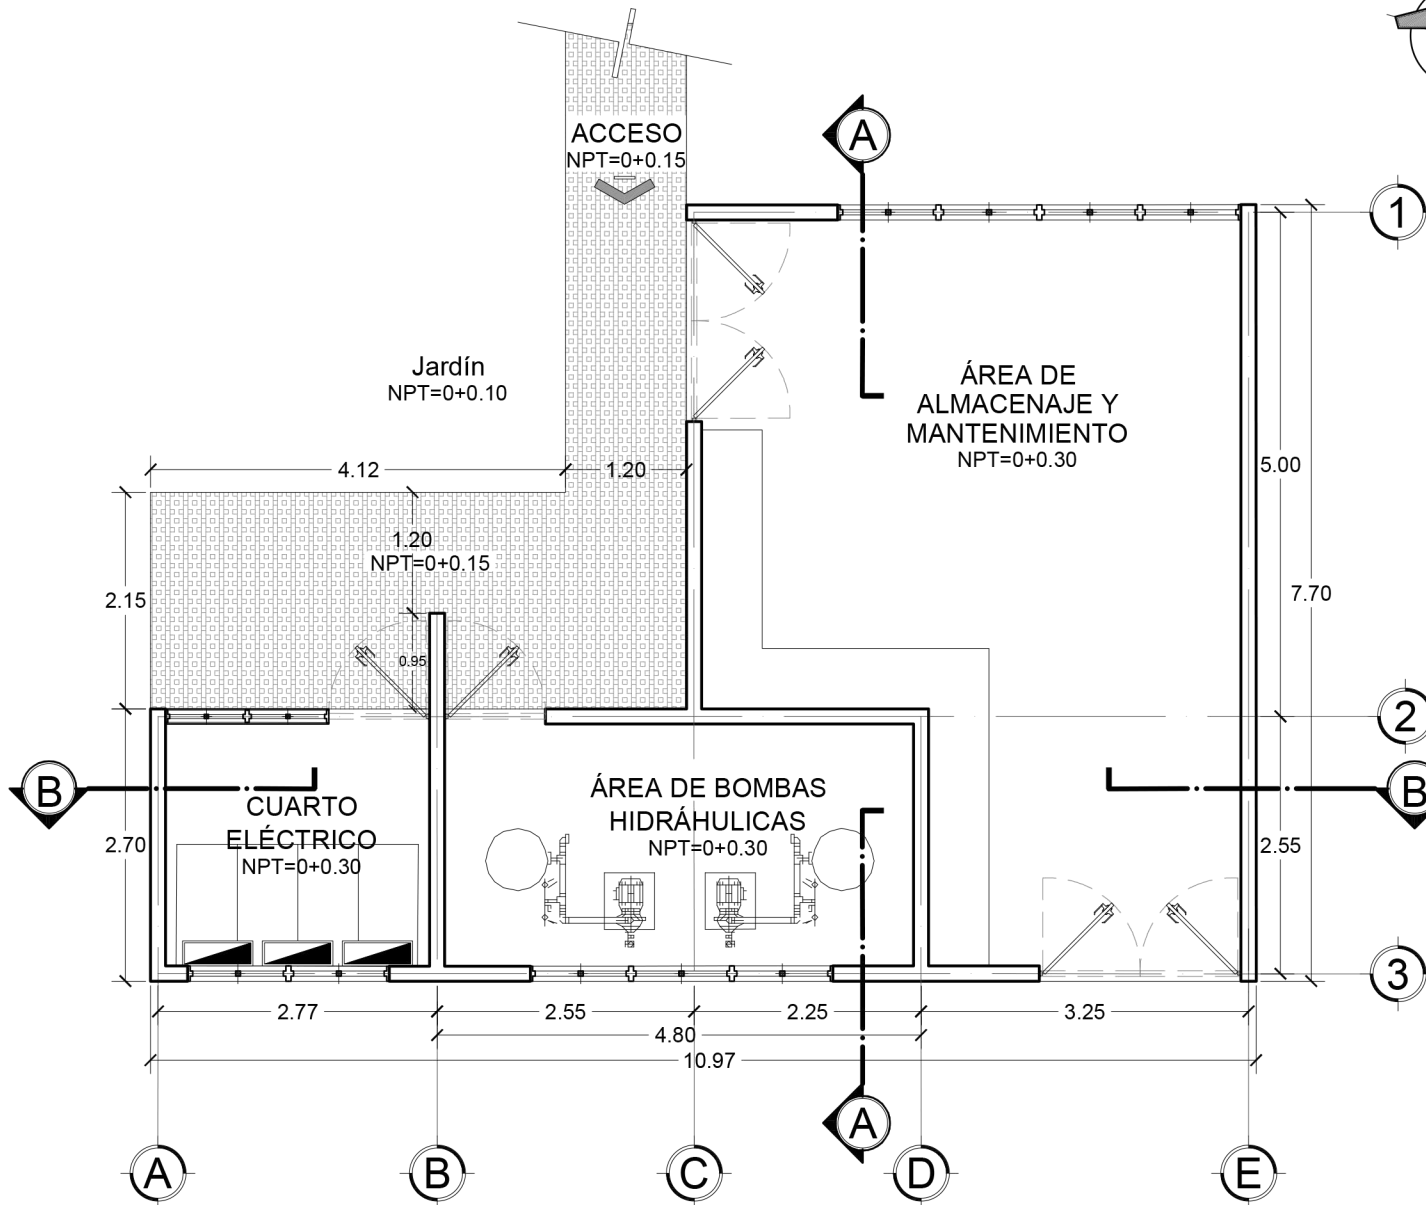 ACCESO
NPT=0+0.15
A
1
Jardín
NPT=0+0.10
ÁREA DE
ALMACENAJE Y
MANTENIMIENTO
NPT=0+0.30
4.12
1.20
5.00
1.20
NPT=0+0.15
2.15
7.70
0.95
2
B
CUARTO
ELÉCTRICO
NPT=0+0.30
ÁREA DE BOMBAS
HIDRÁHULICAS
NPT=0+0.30
B
2.70
2.55
3
2.77
2.55
2.25
3.25
4.80
10.97
A
A
B
C
D
E